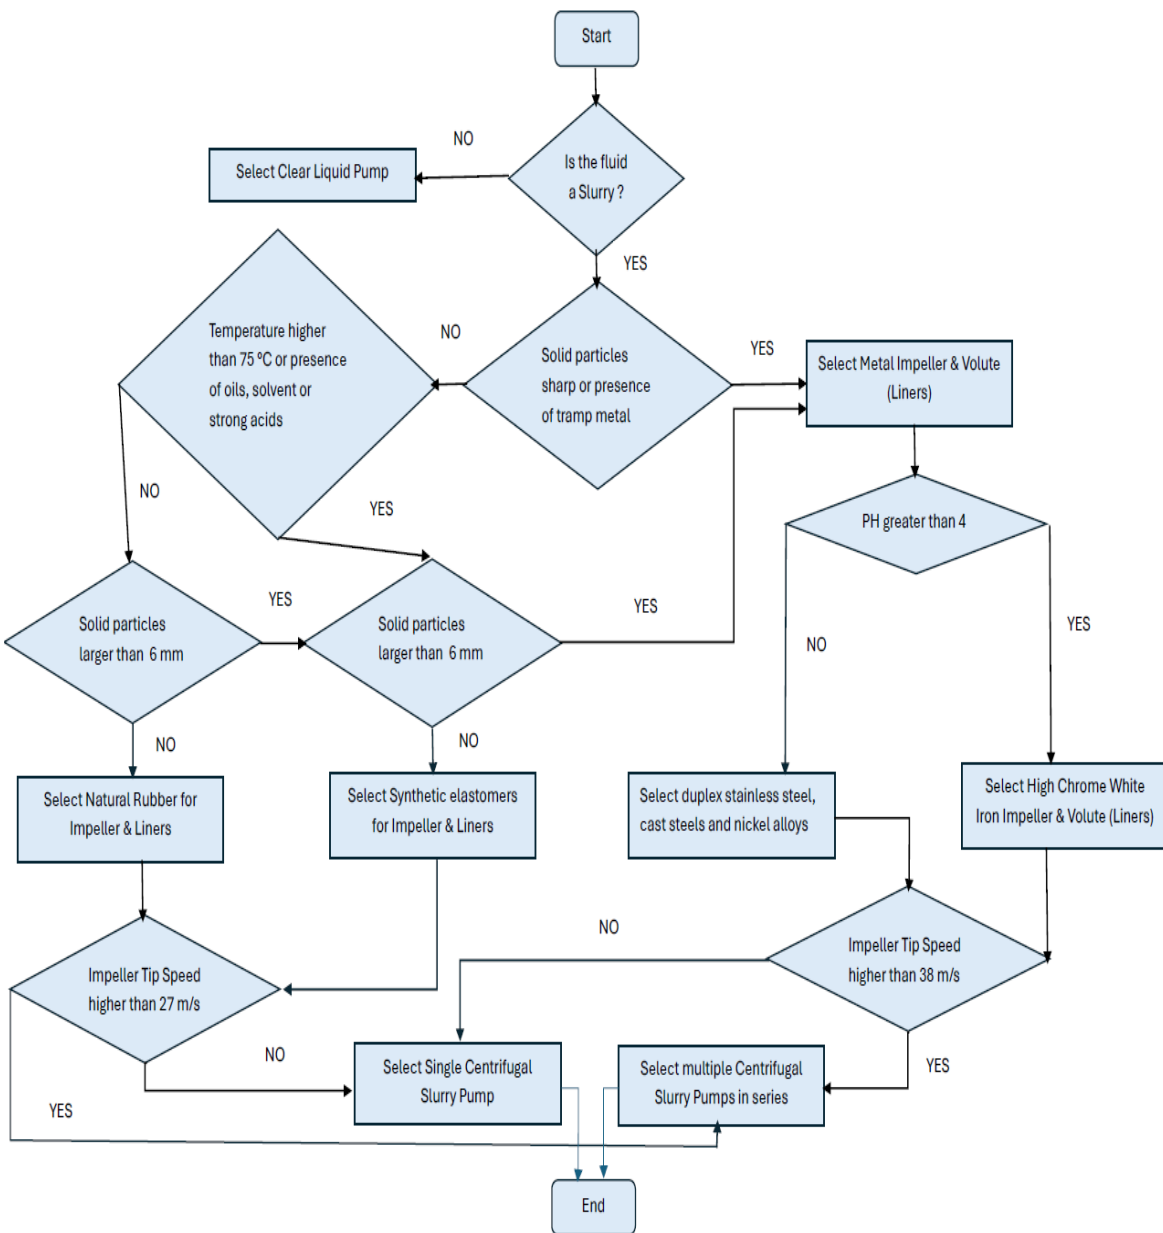 Start
NO
Is the fluid
a Slurry ?
Select Clear Liquid Pump
YES
Temperature higher
than 75 ºC or presence
of oils, solvent or
strong acids
NO
Solid particles
sharp or presence
of tramp metal
YES
Select Metal Impeller & Volute
(Liners)
NO
YES
PH greater than 4
Solid particles
larger than 6 mm
YES
Solid particles
larger than 6 mm
YES
NO
YES
NO
NO
Select Natural Rubber for
Impeller & Liners
Select Synthetic elastomers
for Impeller & Liners
Select duplex stainless steel,
cast steels and nickel alloys
Select High Chrome White
Iron Impeller & Volute (Liners)
Impeller Tip Speed
higher than 27 m/s
NO
Impeller Tip Speed
higher than 38 m/s
NO
Select Single Centrifugal
Slurry Pump
Select multiple Centrifugal
Slurry Pumps in series
YES
YES
End